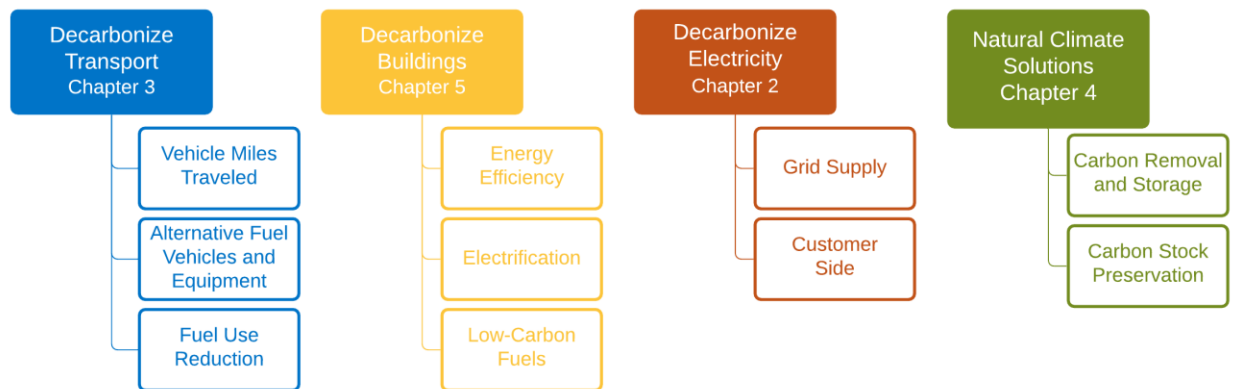 Decarbonize
Transport
Chapter 3
Vehicle Miles
Traveled
Alternative Fuel
Vehicles and
Equipment
Fuel Use
Reduction
Decarbonize
Buildings
Chapter 5
Energy
Efficiency
Electrification
Low-Carbon
Fuels
Decarbonize
Electricity
Chapter 2
Grid Supply
Customer
Side
Natural Climate
Solutions
Chapter 4
Carbon Removal
and Storage
Carbon Stock
Preservation